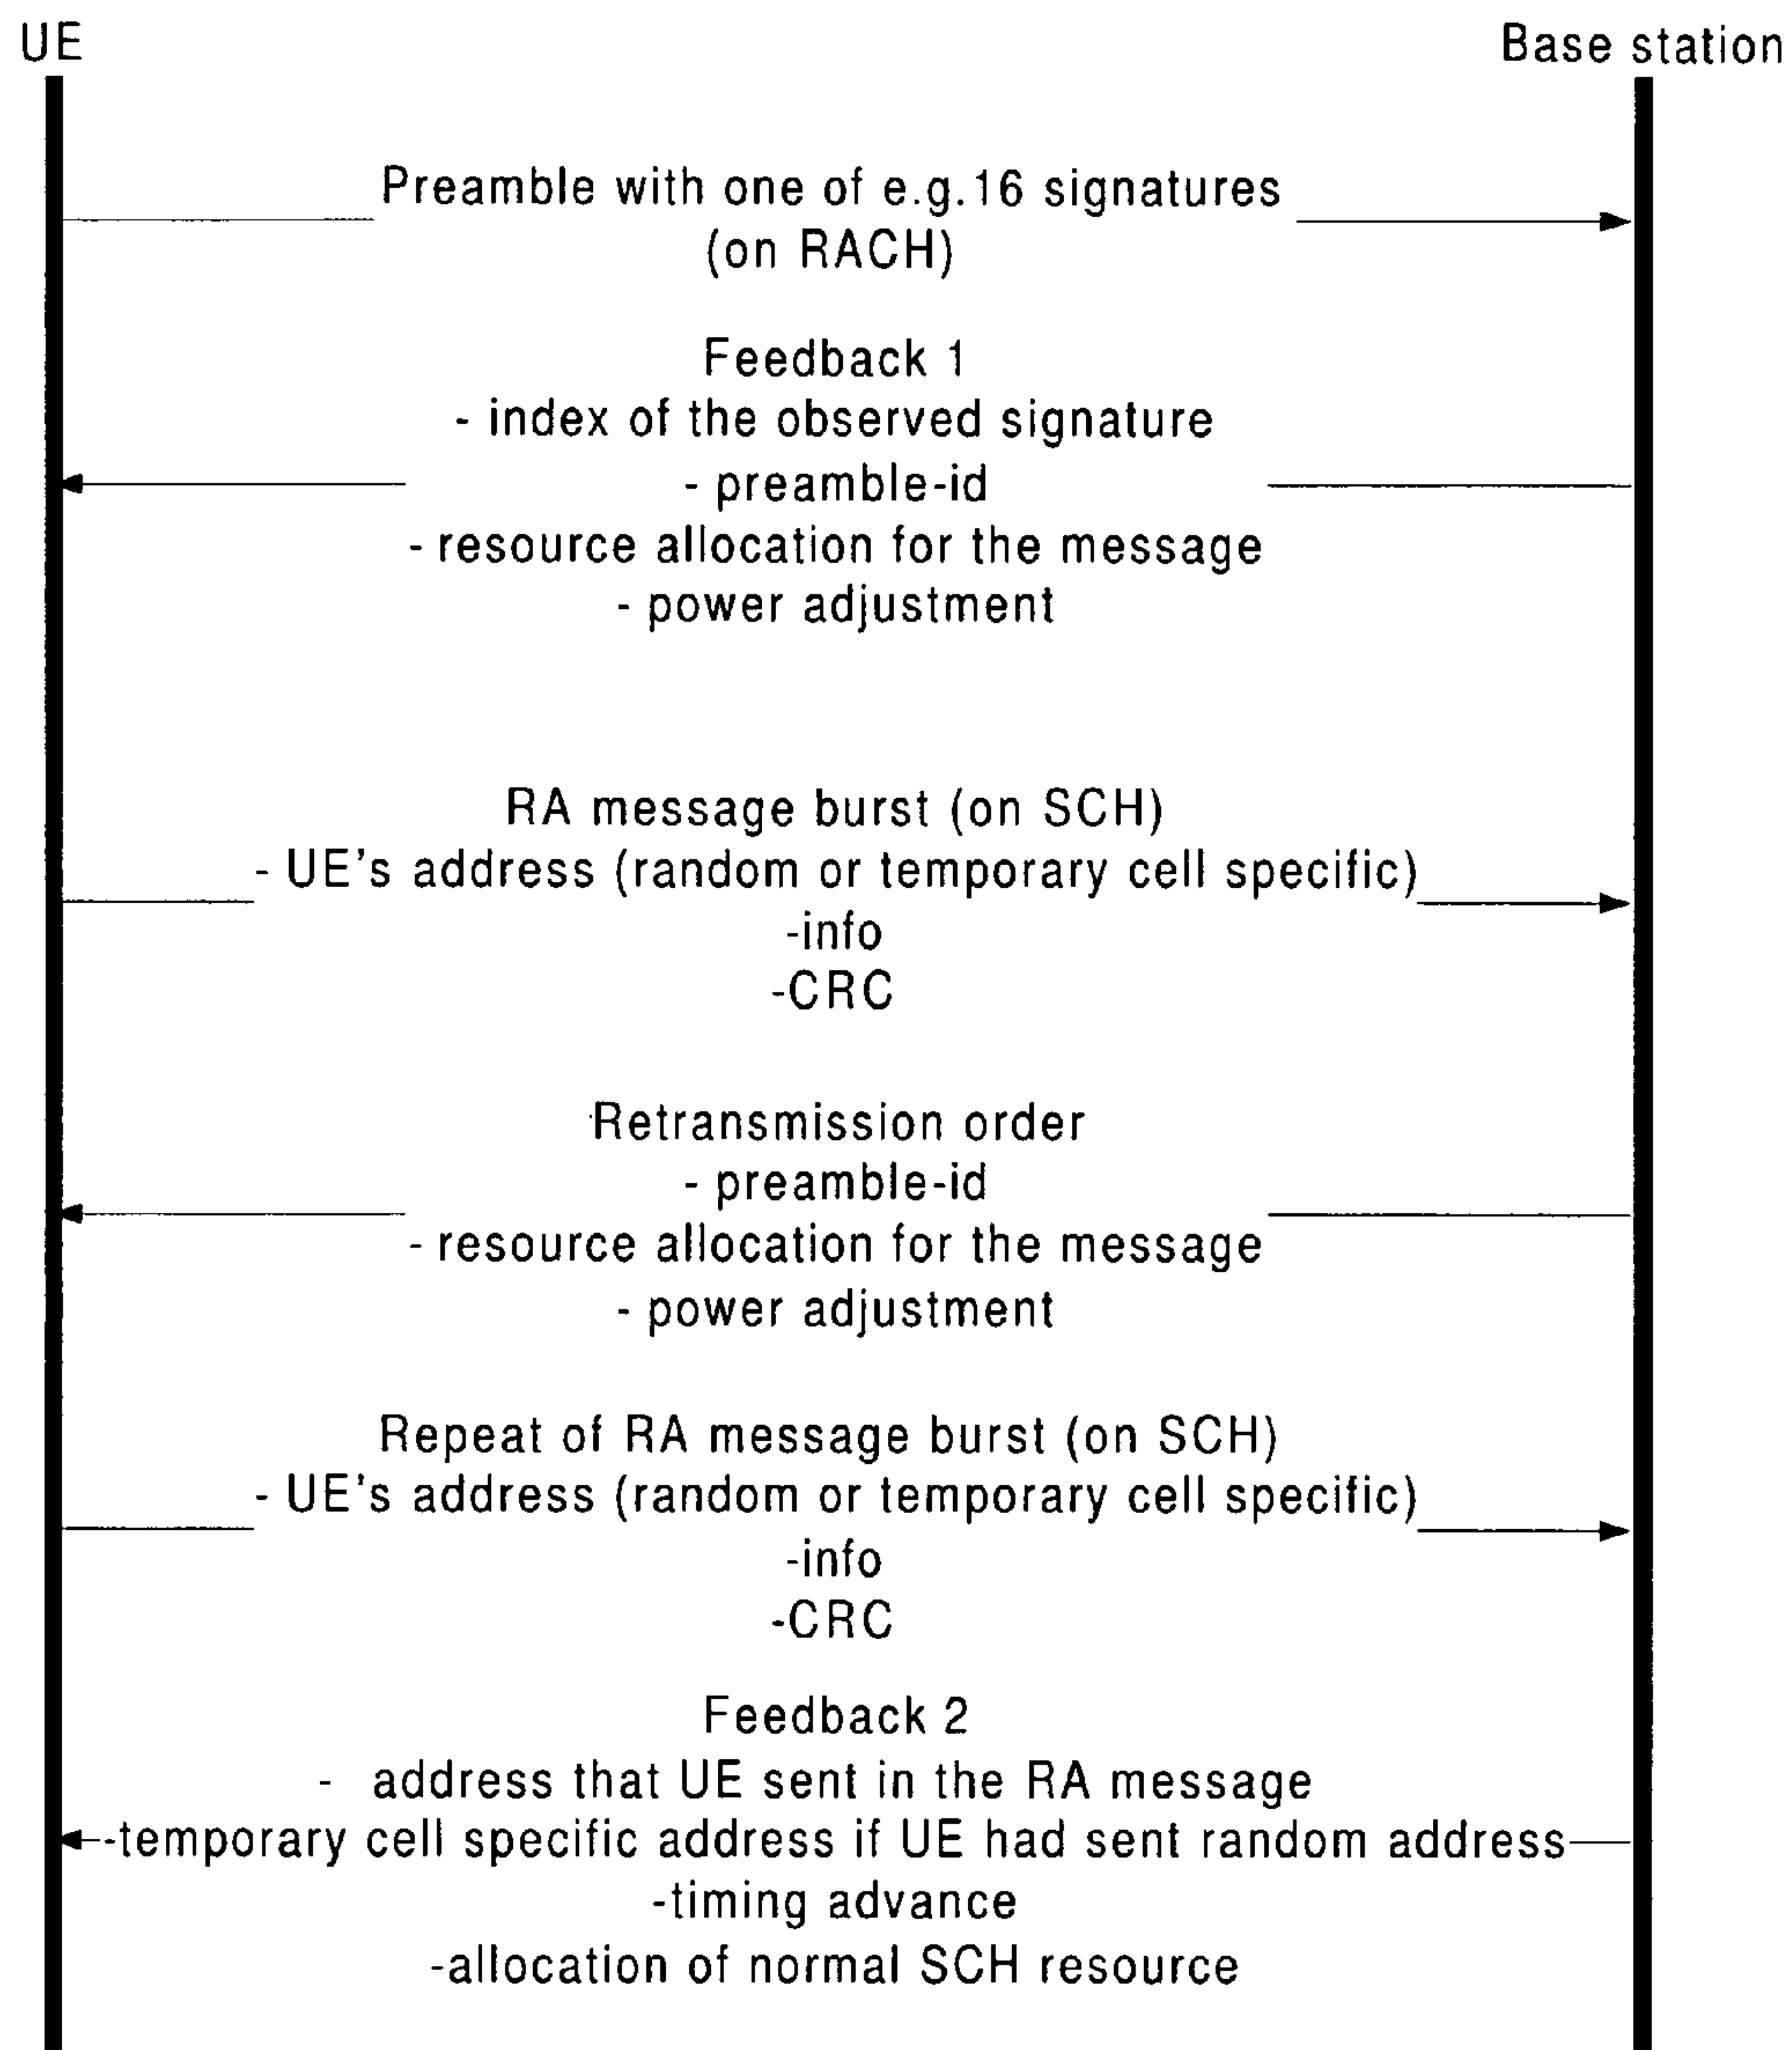 UE
Base station
Preamble with one of e.g.16 signatures
(on RACH)
Feedback 1
- index of the observed signature
- preamble-id
- resource allocation for the message
- power adjustment
RA message burst (on SCH)
- UE's address (random or temporary cell specific)
-info
-CRC
Retransmission order
- preamble-id
- resource allocation for the message
- power adjustment
Repeat of RA message burst (on SCH)
- UE's address (random or temporary cell specific)
-info
-CRC
Feedback 2
- address that UE sent in the RA message
-temporary cell specific address if UE had sent random address
-timing advance
-allocation of normal SCH resource